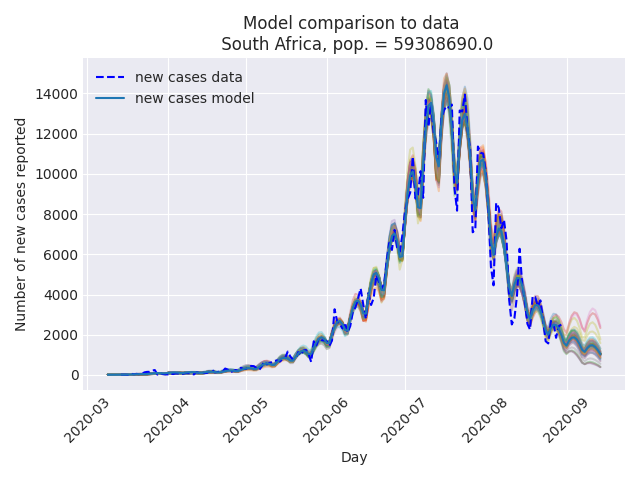 Model comparison to data
South Africa, pop. = 59308690.0
new cases data
new cases model
Number of new cases reported
14000
12000
10000
8000
6000
4000
2000
0
2020-03
2020-04
2020-05
2020-06
2020-07
2020-08
2020-09
Day